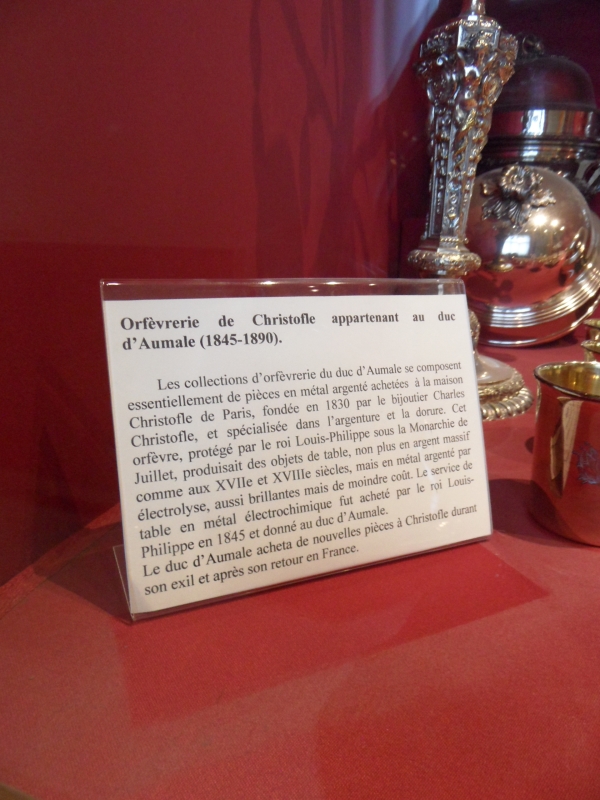 Orfèvrerie de Christofle appartenant au duc
d'Aumale (1845-1890).
Les collections d'orfèvrerie du duc d'Aumale se composent
essentiellement de pièces en métal argenté achetées à la maison
Christofle de Paris, fondée en 1830 par le bijoutier Charles
Christofle, et spécialisée dans l'argenture et la dorure. Cet
orfèvre, protégé par le roi Louis-Philippe sous la Monarchie de
Juillet, produisait des objets de table, non plus en argent massif
comme aux XVIIe et XVIIIe siècles, mais en métal argenté par
électrolyse, aussi brillantes mais de moindre coût. Le service de
table en métal électrochimique fut acheté par le roi Louis-
Philippe en 1845 et donné au duc d'Aumale.
Le duc d'Aumale acheta de nouvelles pièces à Christofle durant
son exil et après son retour en France.